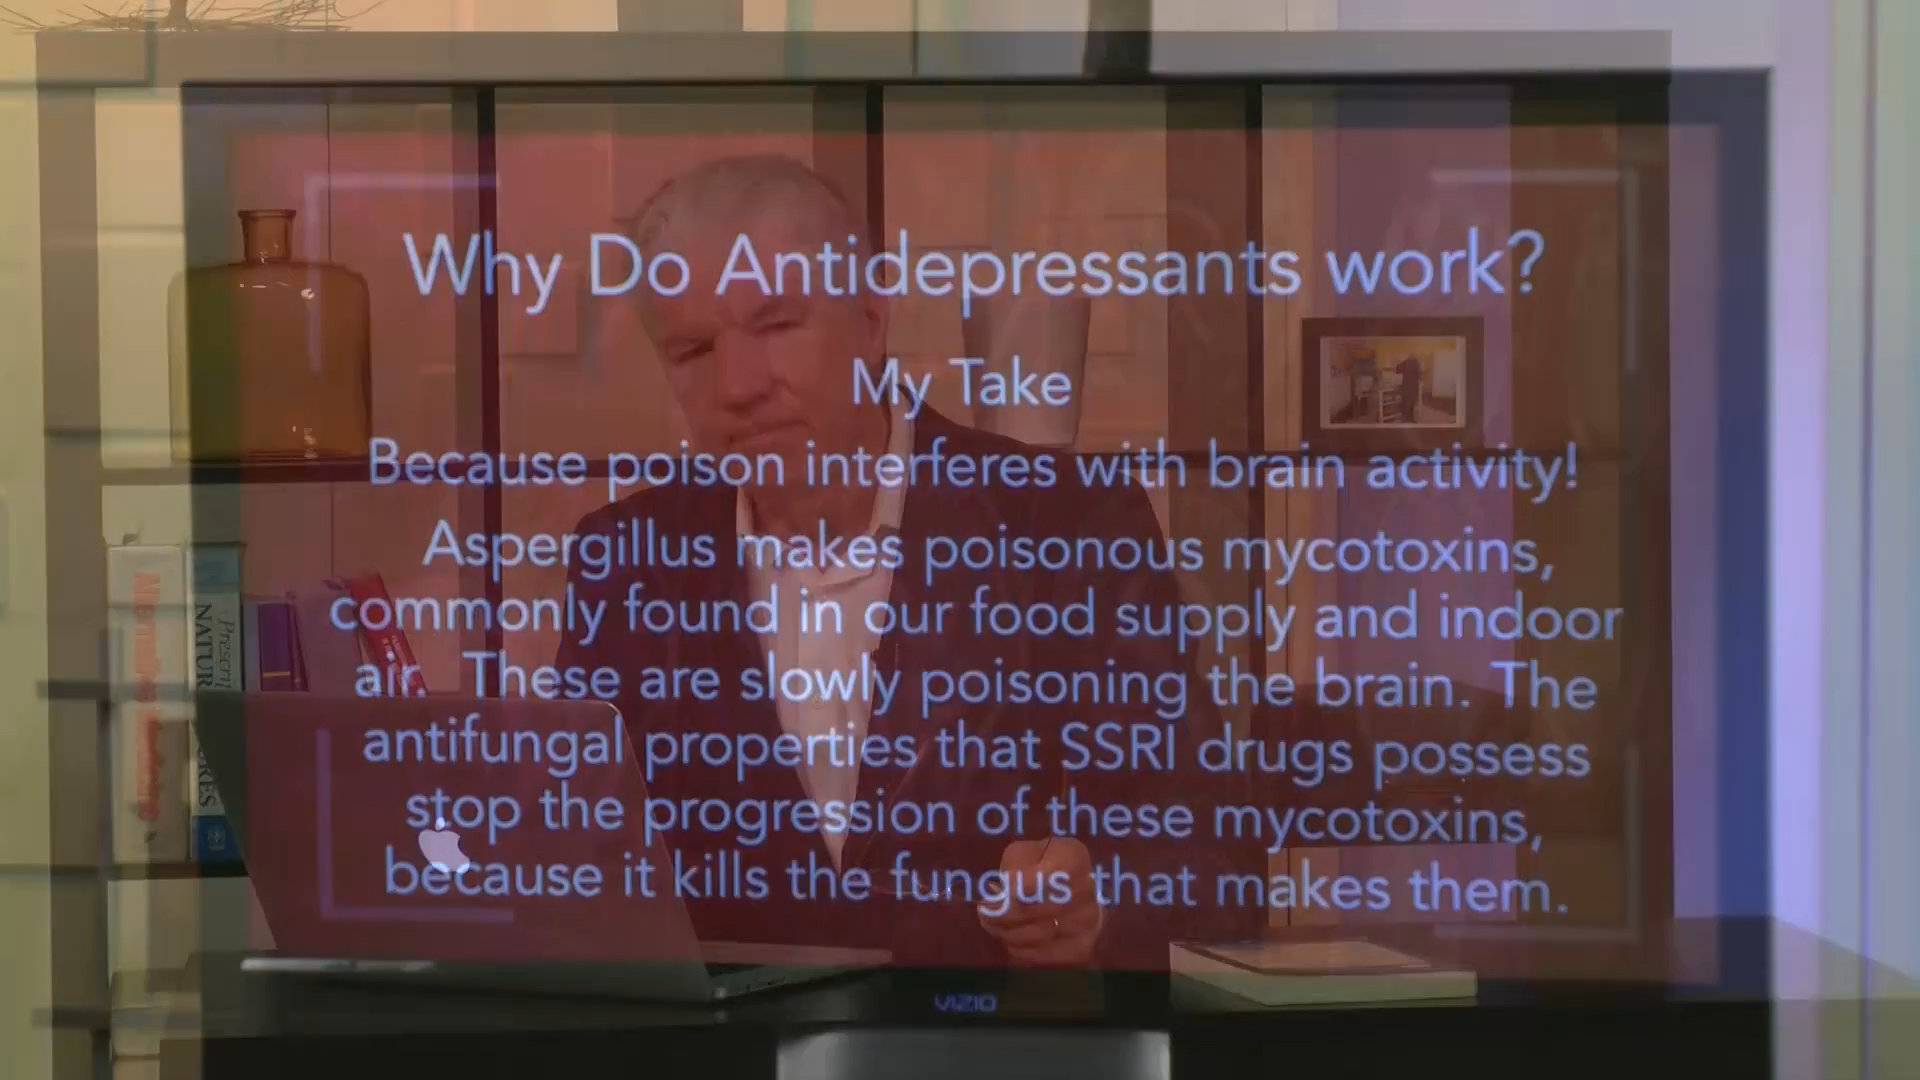 Why Do Antidepressants work?
My Take
Because poison interferes with brain activity!
Aspergillus makes poisonous mycotoxins,
commonly found in our food supply and indoor
air. These are slowly poisoning the brain. The
antifungal properties that SSRI drugs possess
stop the progression of these mycotoxins,
because it kills the fungus that makes them.
VIZIO